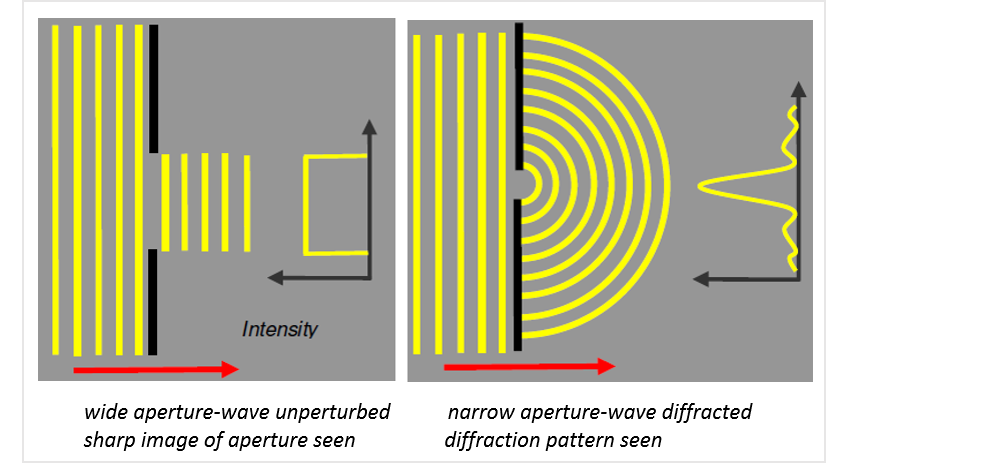 Intensity
wide aperture-wave unperturbed
sharp image of aperture seen
narrow aperture-wave diffracted
diffraction pattern seen